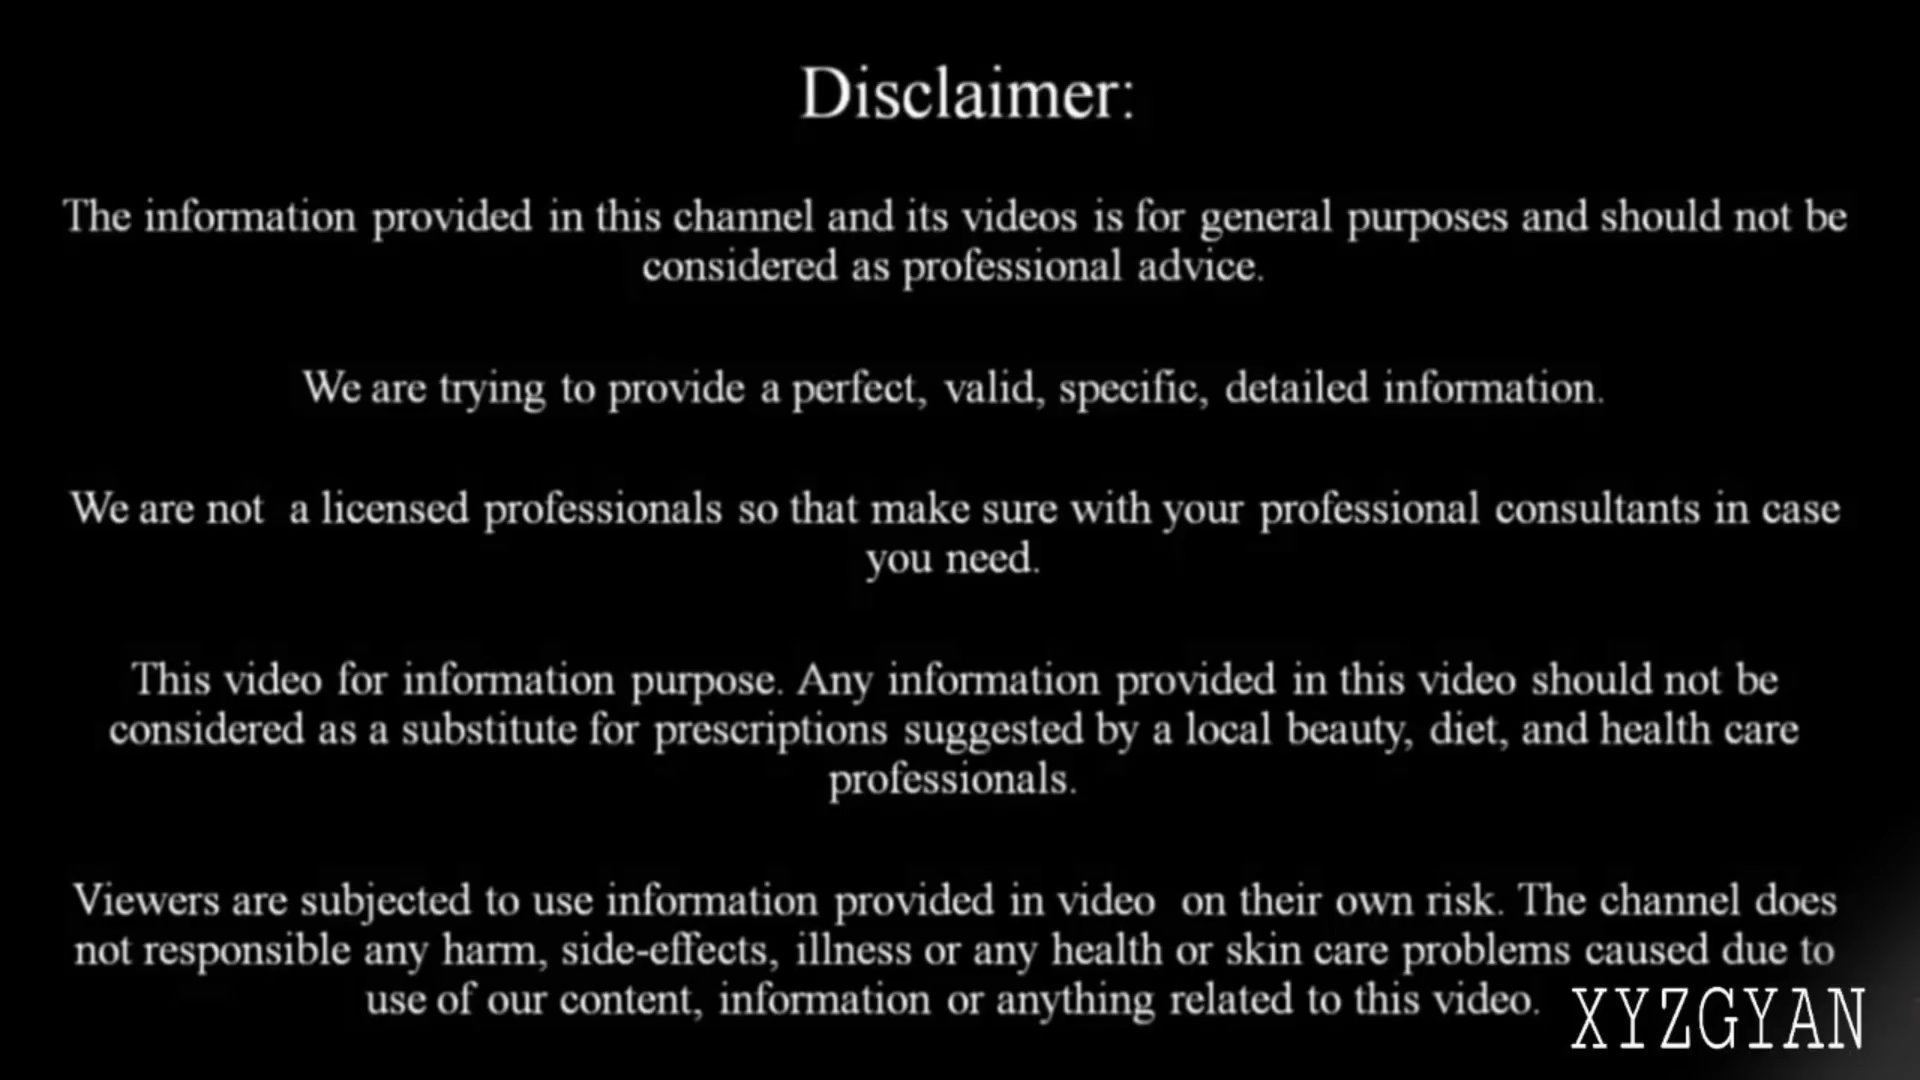 Disclaimer:
The information provided in this channel and its videos is for general purposes and should not be
considered as professional advice.
We are trying to provide a perfect, valid, specific, detailed information.
We are not a licensed professionals so that make sure with your professional consultants in case
you need.
This video for information purpose. Any information provided in this video should not be
considered as a substitute for prescriptions suggested by a local beauty, diet, and health care
professionals.
Viewers are subjected to use information provided in video on their own risk. The channel does
not responsible any harm, side-effects, illness or any health or skin care problems caused due to
use of our content, information or anything related to this video.
XYZGYAN